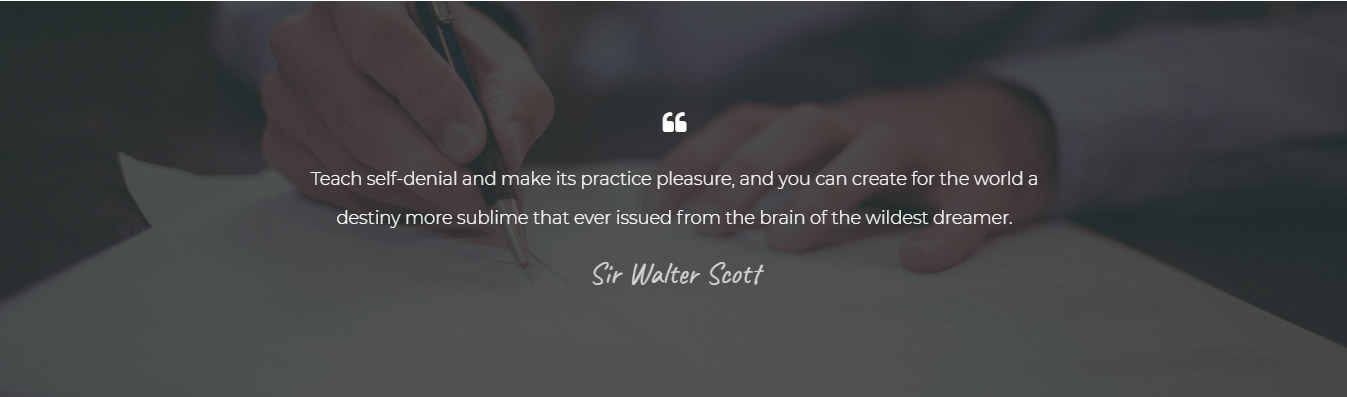 “
Teach self-denial and make its practice pleasure, and you can create for the world a
destiny more sublime that ever issued from the brain of the wildest dreamer.
Sir Walter Scott